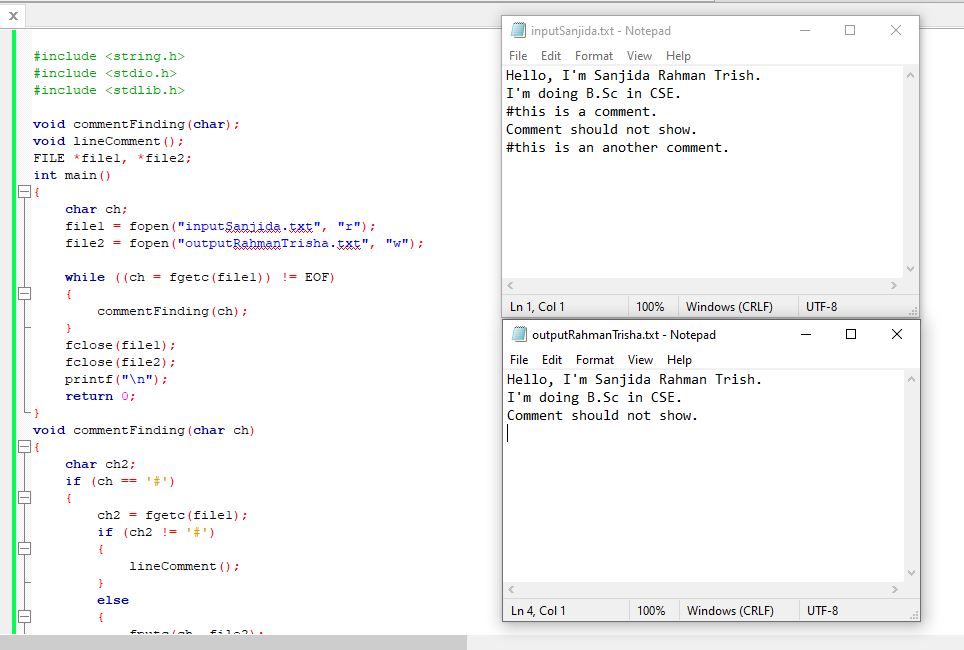 x
#include <string.h>
#include <stdio.h>
#include <stdlib.h>
void commentFinding(char);
void lineComment();
FILE *file1, *file2;
int main()
{
char ch;
file1 = fopen("inputSanjida.txt", "r");
file2 = fopen("outputRahmanTrisha.txt", "w");
while ((ch = fgetc(file1)) != EOF)
{
commentFinding(ch);
}
fclose(file1);
fclose(file2);
printf("\n");
return 0;
}
void commentFinding(char ch)
{
char ch2;
if (ch == '#')
{
ch2 = fgetc(file1);
if (ch2 != '#')
{
lineComment();
}
else
{
fputc(ch, file2);
inputSanjida.txt - Notepad
File Edit Format View Help
Hello, I'm Sanjida Rahman Trish.
I'm doing B.Sc in CSE.
#this is a comment.
Comment should not show.
#this is an another comment.
Ln 1, Col 1 100% Windows (CRLF) UTF-8
outputRahmanTrisha.txt - Notepad
File Edit Format View Help
Hello, I'm Sanjida Rahman Trish.
I'm doing B.Sc in CSE.
Comment should not show.
Ln 4, Col 1 100% Windows (CRLF) UTF-8